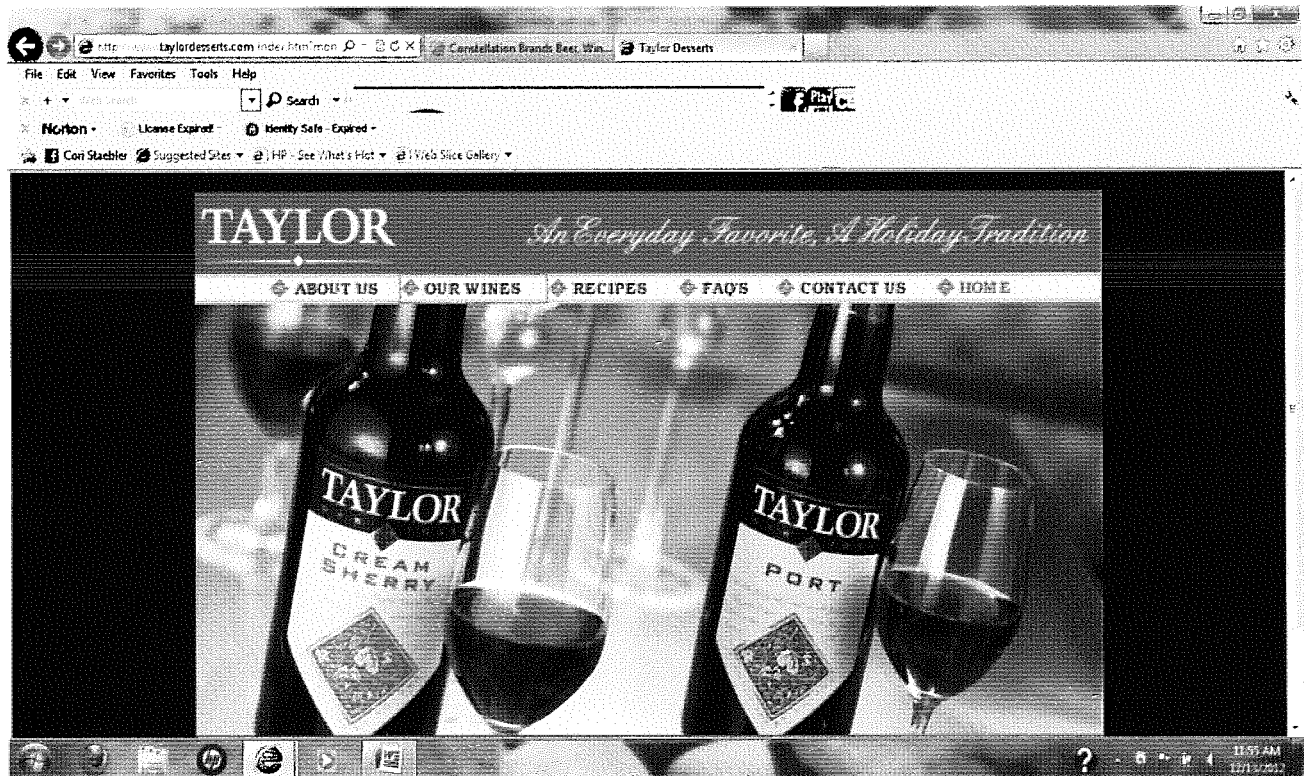 taylordesserts.com Constellation Brands Beer, Win... Taylor Desserts
File Edit View Favorites Tools Help
Search
Norton License Expired! Identity Safe - Expired
Cori Staebler Suggested Sites HP - See What's Hot Web Slice Gallery
TAYLOR An Everyday Favorite, A Holiday Tradition
ABOUT US OUR WINES RECIPES FAQ'S CONTACT US HOME
TAYLOR
CREAM
SHERRY
TAYLOR
PORT
hp ?
11:55 AM